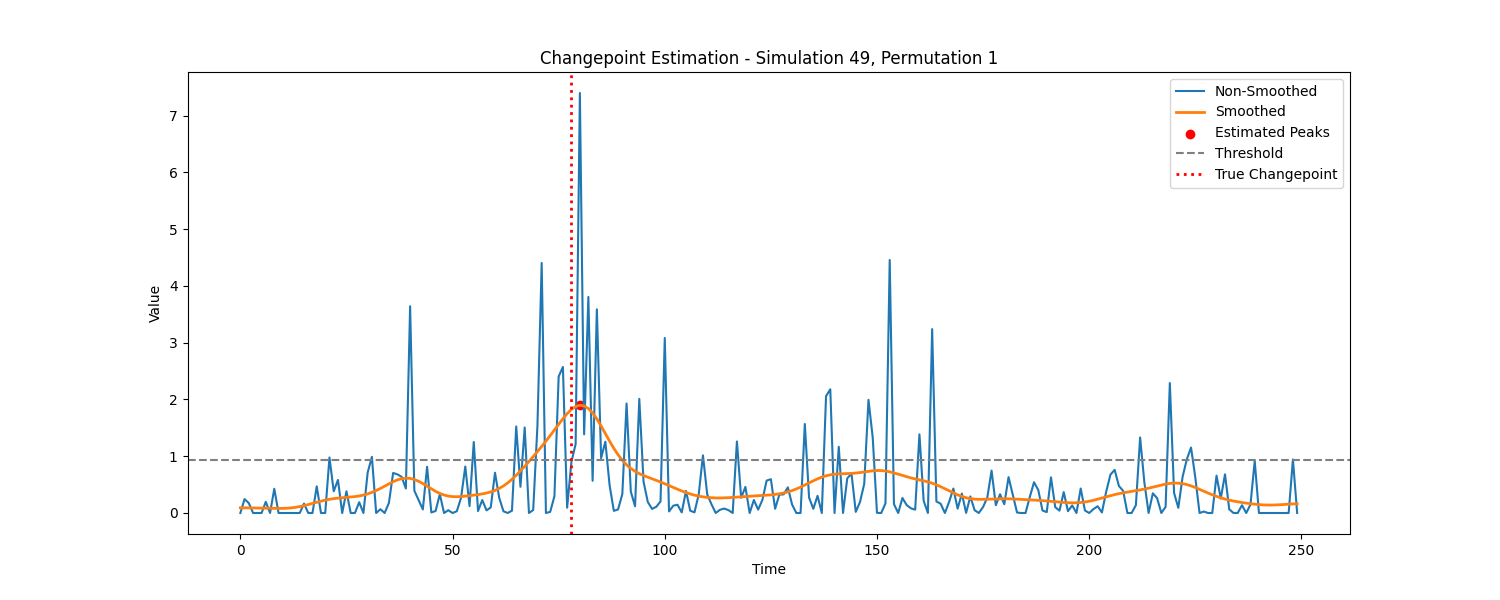 Changepoint Estimation - Simulation 49, Permutation 1
Non-Smoothed
Smoothed
Estimated Peaks
Threshold
True Changepoint
7
6
5
4
3
2
1
0
Value
0 50 100 150 200 250
Time